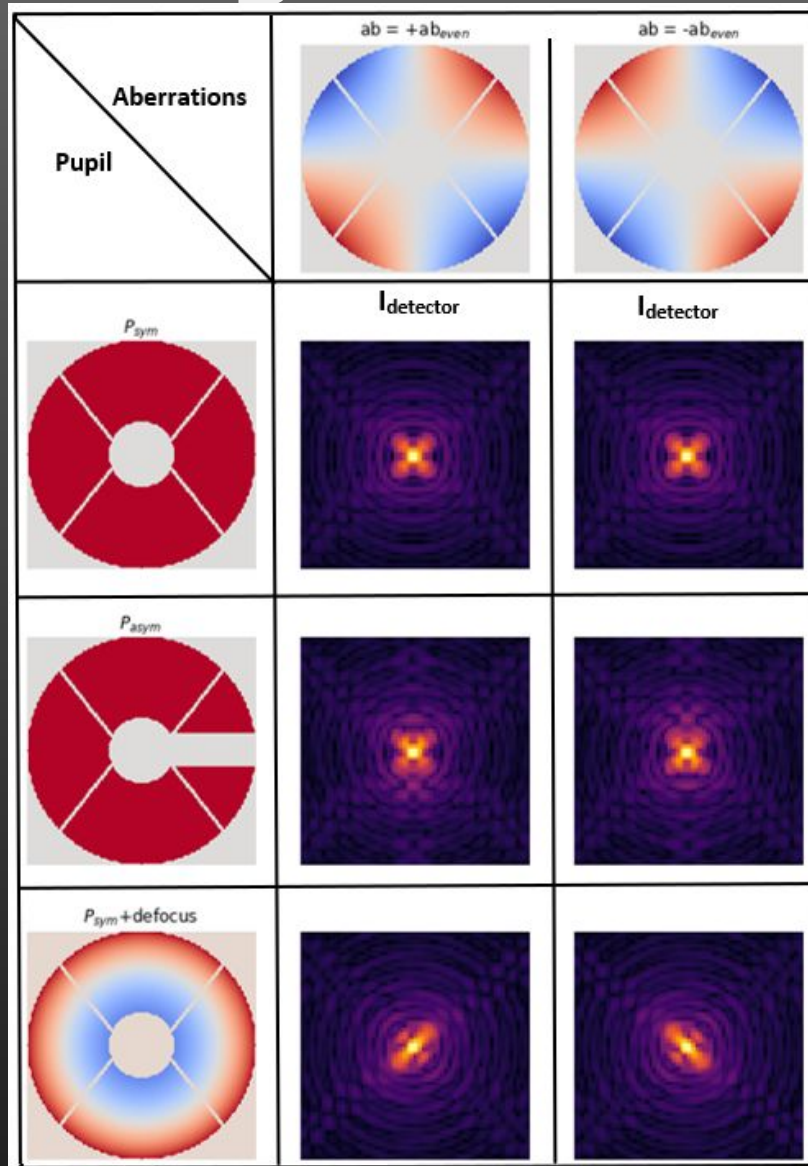 ab = +ab_even
ab = -ab_even
Aberrations
Pupil
I_detector
I_detector
P_sym
P_asym
P_sym+defocus